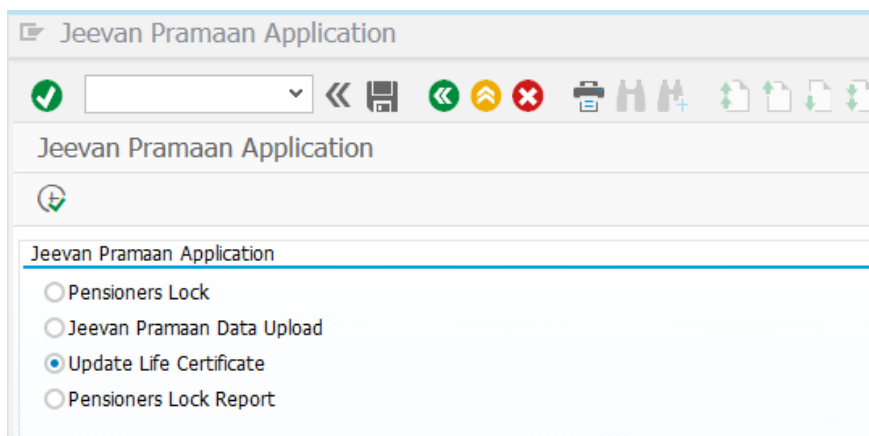 Jeevan Pramaan Application
Jeevan Pramaan Application
Jeevan Pramaan Application
Pensioners Lock
Jeevan Pramaan Data Upload
Update Life Certificate
Pensioners Lock Report